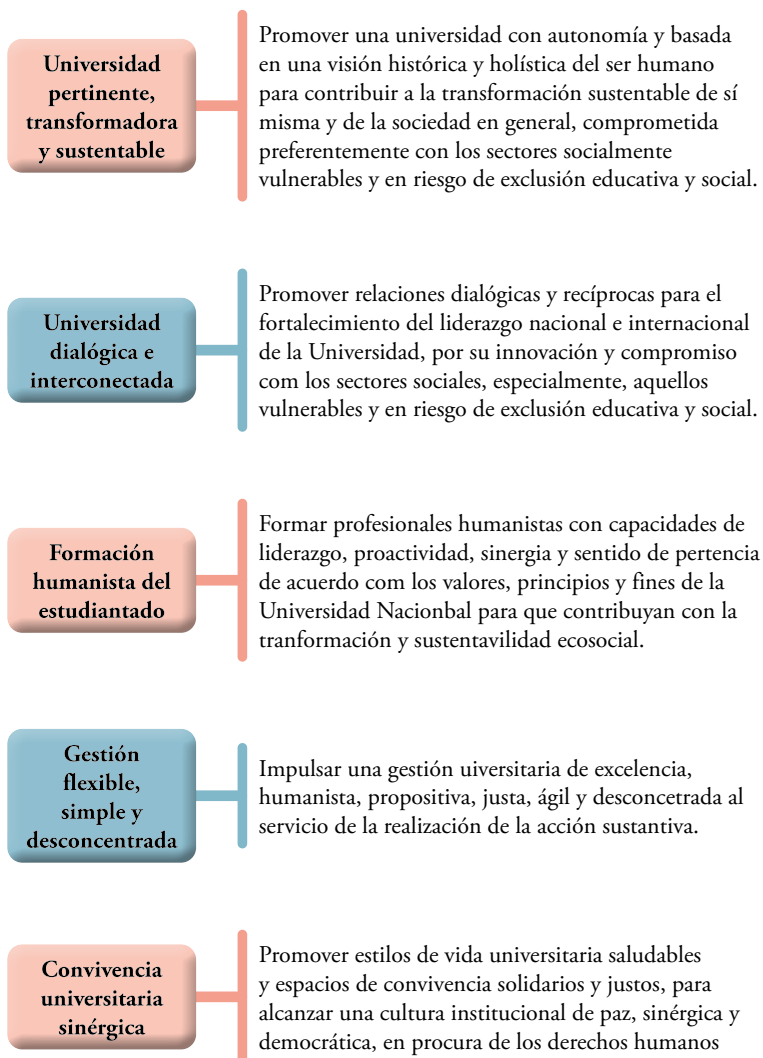 Universidad
pertinente,
transformadora
y sustentable
Promover una universidad con autonomía y basada
en una visión histórica y holística del ser humano
para contribuir a la transformación sustentable de sí
misma y de la sociedad en general, comprometida
preferentemente con los sectores socialmente
vulnerables y en riesgo de exclusión educativa y social.
Universidad
dialógica e
interconectada
Promover relaciones dialógicas y recíprocas para el
fortalecimiento del liderazgo nacional e internacional
de la Universidad, por su innovación y compromiso
com los sectores sociales, especialmente, aquellos
vulnerables y en riesgo de exclusión educativa y social.
Formación
humanista del
estudiantado
Formar profesionales humanistas con capacidades de
liderazgo, proactividad, sinergia y sentido de pertencia
de acuerdo com los valores, principios y fines de la
Universidad Nacionbal para que contribuyan con la
tranformación y sustentavilidad ecosocial.
Gestión
flexible,
simple y
desconcentrada
Impulsar una gestión uiversitaria de excelencia,
humanista, propositiva, justa, ágil y desconcetrada al
servicio de la realización de la acción sustantiva.
Convivencia
universitaria
sinérgica
Promover estilos de vida universitaria saludables
y espacios de convivencia solidarios y justos, para
alcanzar una cultura institucional de paz, sinérgica y
democrática, en procura de los derechos humanos